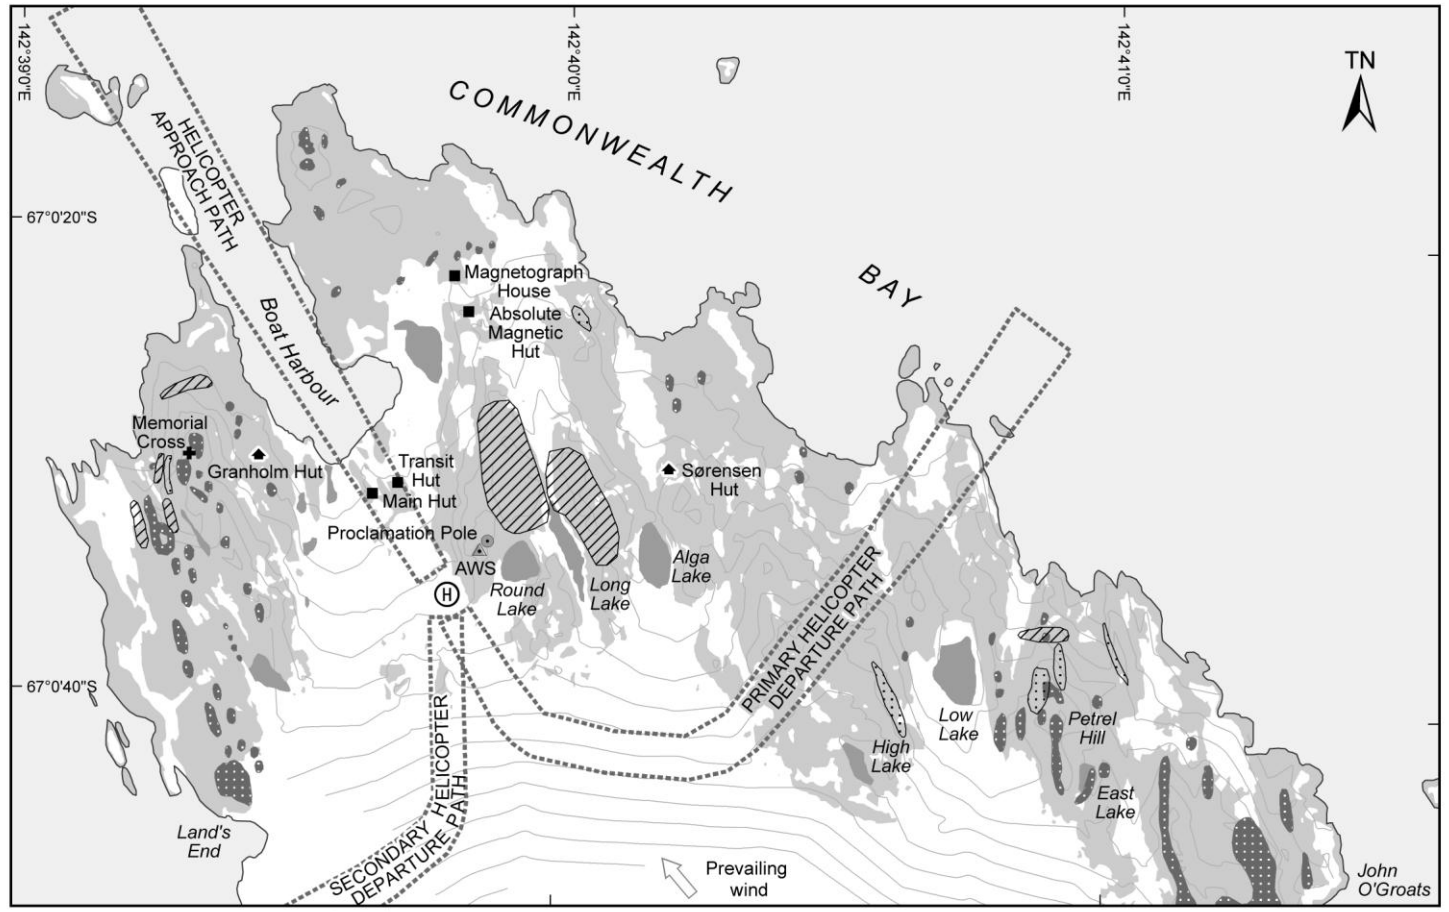 142°39'0"E
142°40'0"E
142°41'0"E
TN
COMMONWEALTH
BAY
HELICOPTER
APPROACH PATH
67°0'20"S
Magnetograph
House
Absolute
Magnetic
Hut
Boat Harbour
Memorial
Cross
Granholm Hut
Transit
Hut
Main Hut
Sørensen
Hut
Proclamation Pole
AWS
H
Round
Lake
Long
Lake
Alga
Lake
PRIMARY HELICOPTER
DEPARTURE PATH
67°0'40"S
SECONDARY HELICOPTER
DEPARTURE PATH
High
Lake
Low
Lake
Petrel
Hill
East
Lake
Land's
End
Prevailing
wind
John
O'Groats